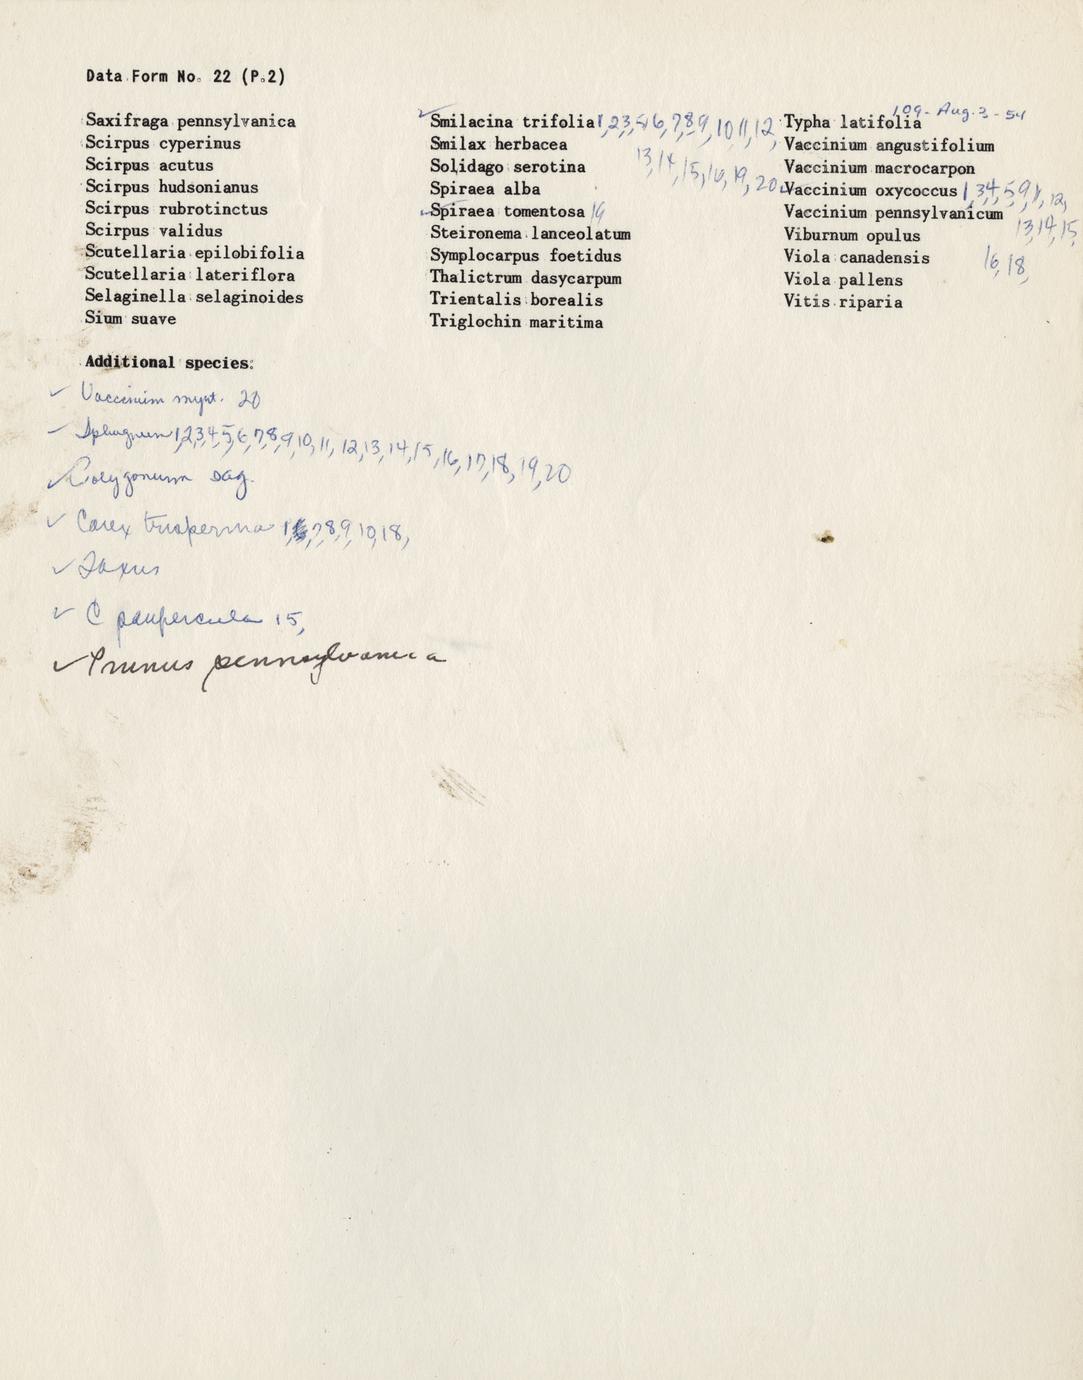 Data Form No. 22 (P.2)
109- Aug. 3 - 54
Saxifraga pennsylvanica
Scirpus cyperinus
Scirpus acutus
Scirpus hudsonianus
Scirpus rubrotinctus
Scirpus validus
Scutellaria epilobifolia
Scutellaria lateriflora
Selaginella selaginoides
Sium suave
✓ Smilacina trifolia 1,2,3,5,6,7,8,9,10,11,12,
13,14,15,16,19,20
Smilax herbacea
Solidago serotina
Spiraea alba
✓ Spiraea tomentosa 19
Steironema lanceolatum
Symplocarpus foetidus
Thalictrum dasycarpum
Trientalis borealis
Triglochin maritima
Typha latifolia
Vaccinium angustifolium
Vaccinium macrocarpon
✓ Vaccinium oxycoccus 1,3,4,5,9,11,12,
13,14,15
16,18,
Vaccinium pennsylvanicum
Viburnum opulus
Viola canadensis
Viola pallens
Vitis riparia
Additional species:
✓ Vaccinium myrt. 20
✓ Sphagnum 1,2,3,4,5,6,7,8,9,10,11,12,13,14,15,16,17,18,19,20
✓ Polygonum sag.
✓ Carex trisperma 1,7,8,9,10,18,
✓ Taxus
✓ C paupercula 15,
✓ Prunus pennsylvanica